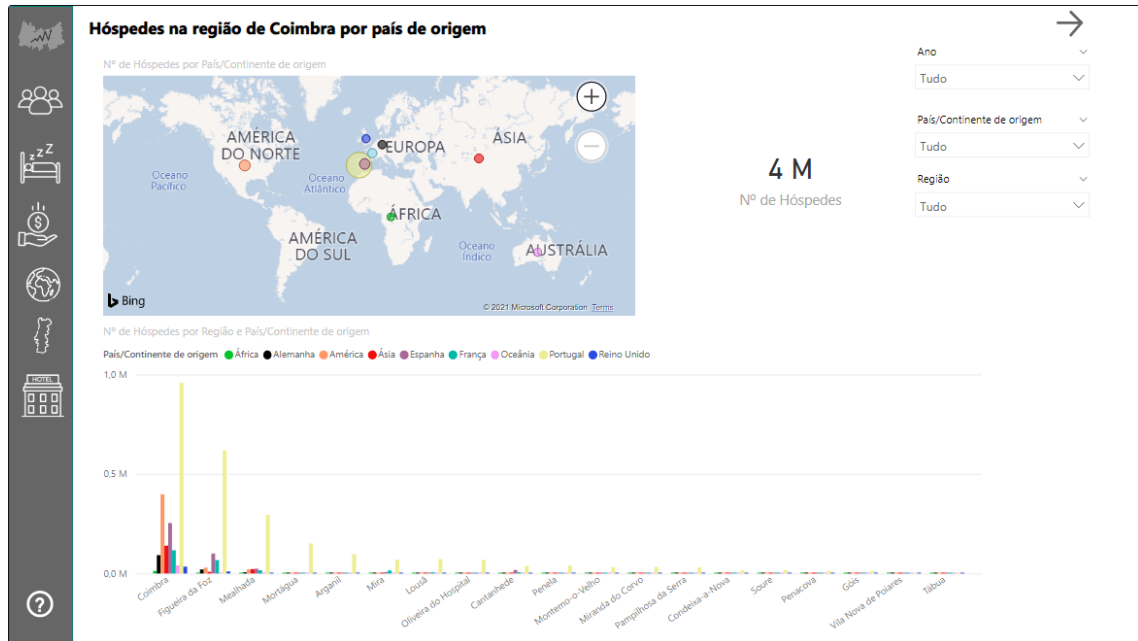 Hóspedes na região de Coimbra por país de origem
Nº de Hóspedes por País/Continente de origem
AMÉRICA
DO NORTE
EUROPA
ÁSIA
Oceano
Pacífico
Oceano
Atlântico
ÁFRICA
AMÉRICA
DO SUL
Oceano
Índico
AUSTRÁLIA
Bing
© 2021 Microsoft Corporation Terms
4 M
Nº de Hóspedes
Ano
Tudo
País/Continente de origem
Tudo
Região
Tudo
zzZ
HOTEL
Nº de Hóspedes por Região e País/Continente de origem
País/Continente de origem África Alemanha América Ásia Espanha França Oceânia Portugal Reino Unido
1,0 M
0,5 M
0,0 M
Coimbra
Figueira da Foz
Mealhada
Mortágua
Arganil
Mira
Lousã
Oliveira do Hospital
Cantanhede
Penela
Montemo-o-Velho
Miranda do Corvo
Pampilhosa da Serra
Condeixa-a-Nova
Soure
Penacova
Góis
Vila Nova de Poiares
Tábua